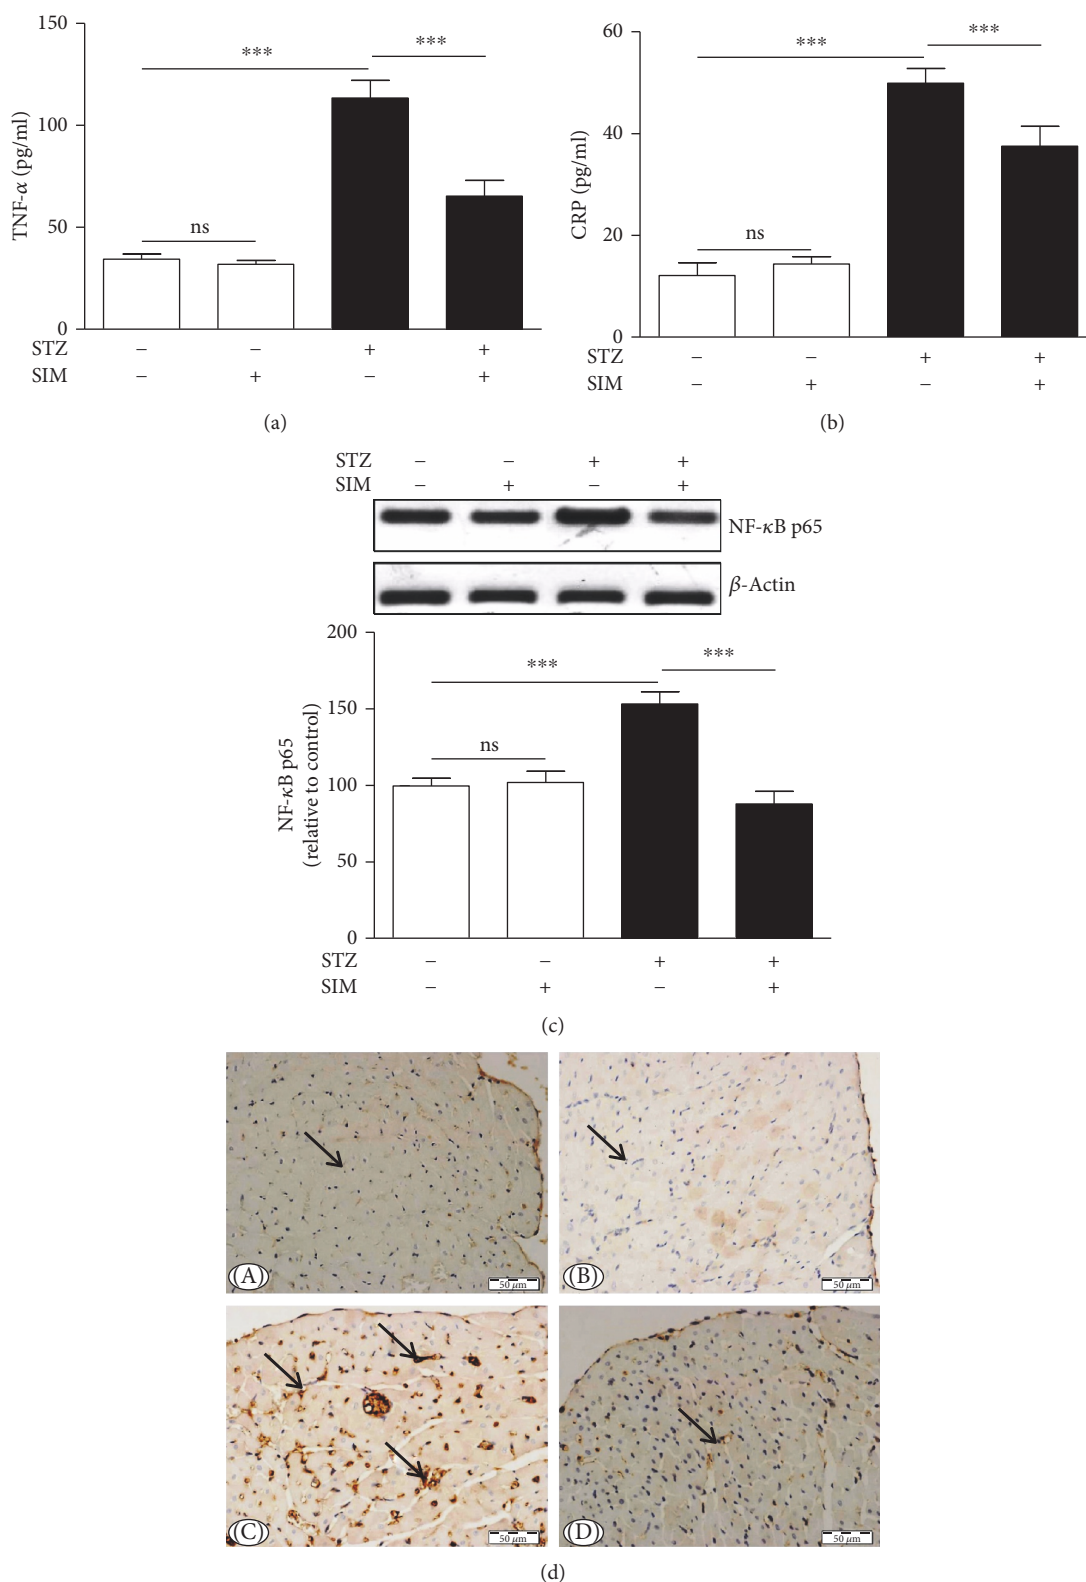 150
100
50
0
TNF-α (pg/ml)
***
***
ns
STZ − − + +
SIM − + − +
(a)
60
40
20
0
CRP (pg/ml)
***
***
ns
STZ − − + +
SIM − + − +
(b)
STZ − − + +
SIM − + − +
NF-κB p65
β-Actin
200
150
100
50
0
NF-κB p65
(relative to control)
***
***
ns
STZ − − + +
SIM − + − +
(c)
(A)
50 μm
(B)
50 μm
(C)
50 μm
(D)
50 μm
(d)